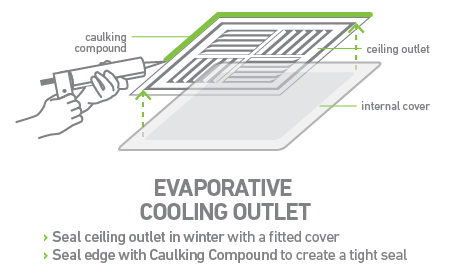 caulking
compound
ceiling outlet
internal cover
EVAPORATIVE
COOLING OUTLET
› Seal ceiling outlet in winter with a fitted cover
› Seal edge with Caulking Compound to create a tight seal